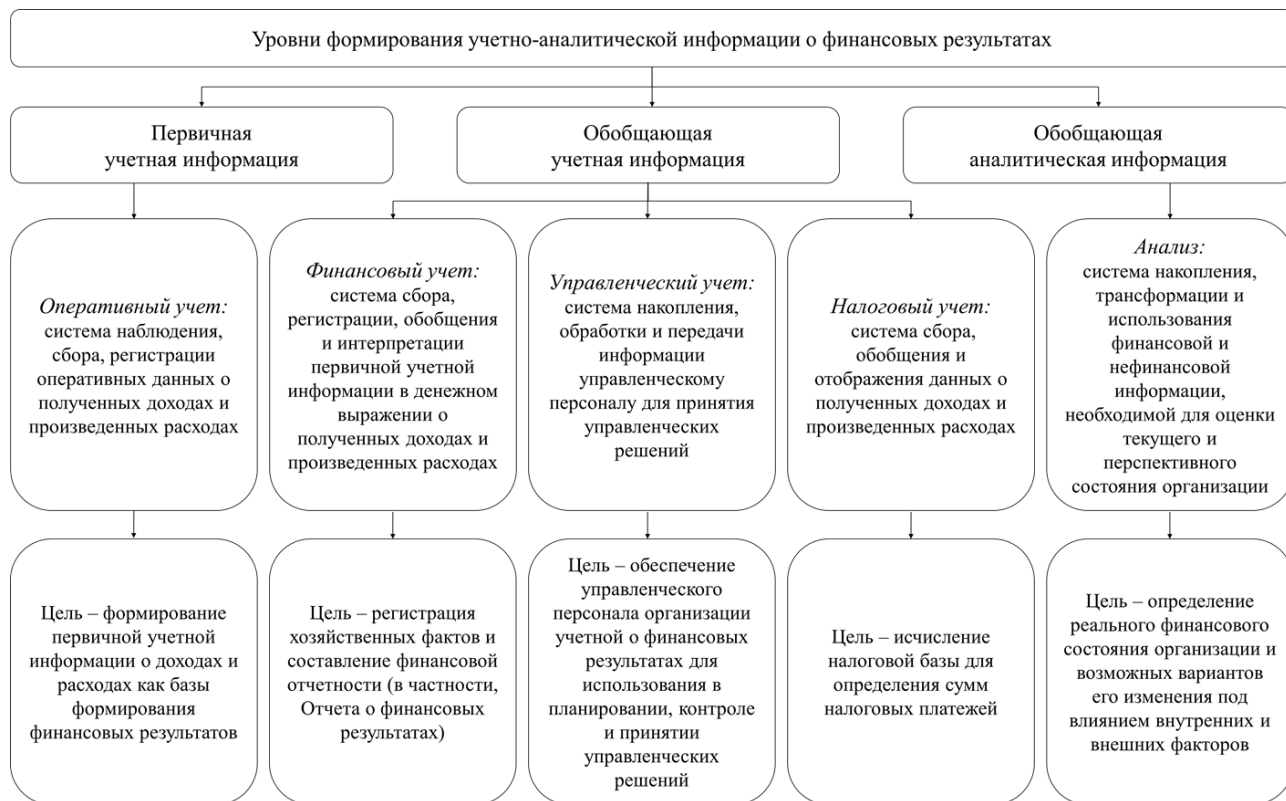 Уровни формирования учетно-аналитической информации о финансовых результатах
Первичная
учетная информация
Обобщающая
учетная информация
Обобщающая
аналитическая информация
Оперативный учет:
система наблюдения,
сбора, регистрации
оперативных данных о
полученных доходах и
произведенных расходах
Финансовый учет:
система сбора,
регистрации, обобщения
и интерпретации
первичной учетной
информации в денежном
выражении о
полученных доходах и
произведенных расходах
Управленческий учет:
система накопления,
обработки и передачи
информации
управленческому
персоналу для принятия
управленческих
решений
Налоговый учет:
система сбора,
обобщения и
отображения данных о
полученных доходах и
произведенных расходах
Анализ:
система накопления,
трансформации и
использования
финансовой и
нефинансовой
информации,
необходимой для оценки
текущего и
перспективного
состояния организации
Цель – формирование
первичной учетной
информации о доходах и
расходах как базы
формирования
финансовых результатов
Цель – регистрация
хозяйственных фактов и
составление финансовой
отчетности (в частности,
Отчета о финансовых
результатах)
Цель – обеспечение
управленческого
персонала организации
учетной о финансовых
результатах для
использования в
планировании, контроле
и принятии
управленческих
решений
Цель – исчисление
налоговой базы для
определения сумм
налоговых платежей
Цель – определение
реального финансового
состояния организации и
возможных вариантов
его изменения под
влиянием внутренних и
внешних факторов